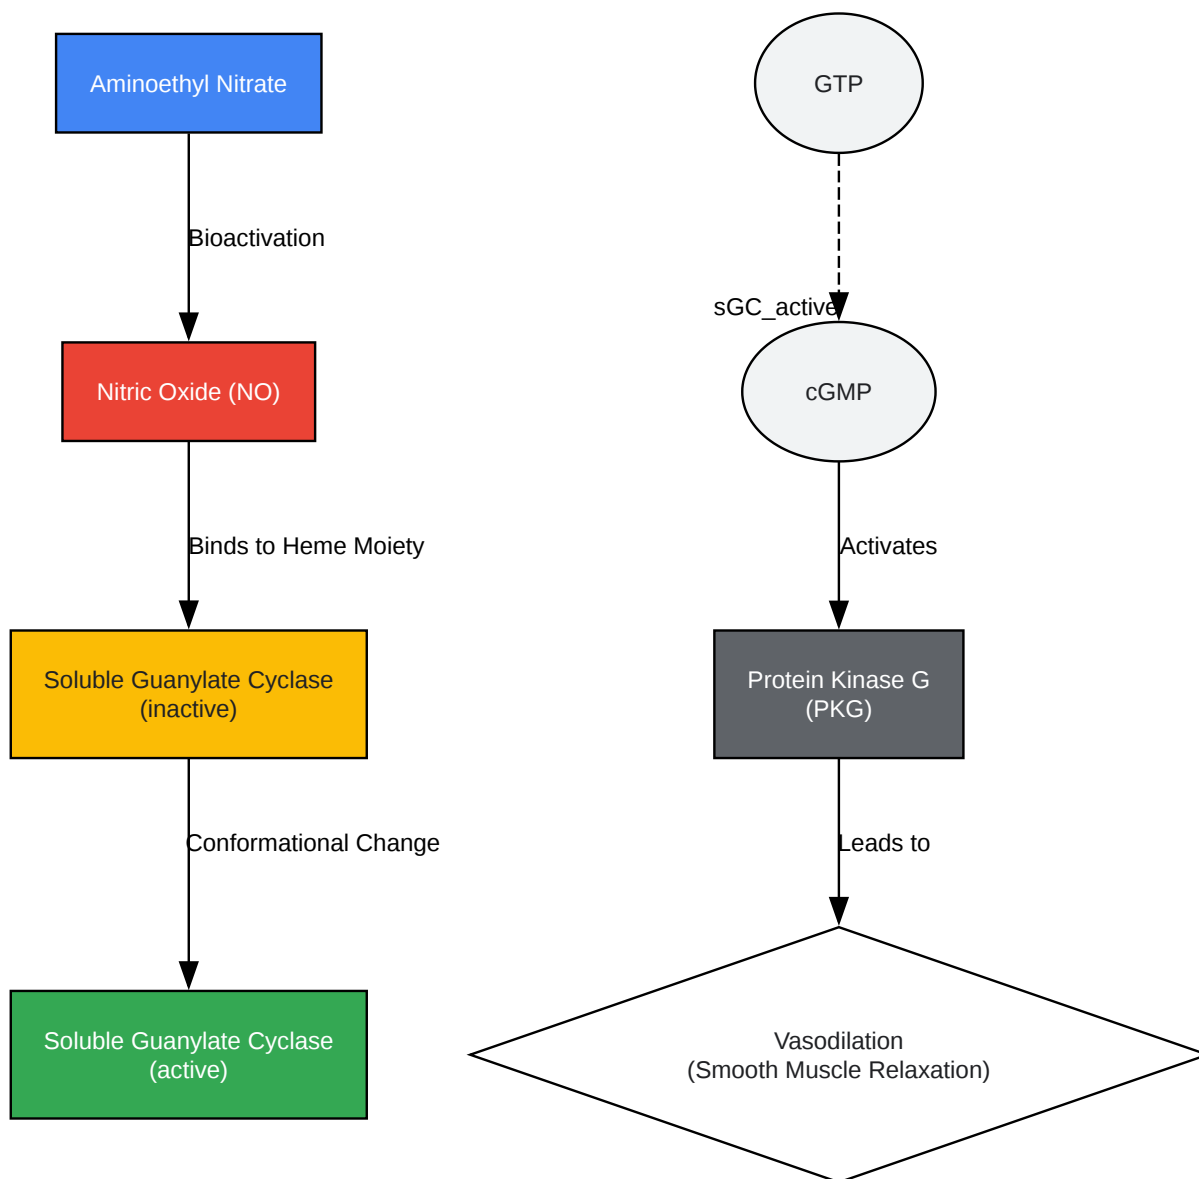 Aminoethyl Nitrate
Bioactivation
Nitric Oxide (NO)
Binds to Heme Moiety
Soluble Guanylate Cyclase
(inactive)
Conformational Change
Soluble Guanylate Cyclase
(active)
GTP
sGC_active
cGMP
Activates
Protein Kinase G
(PKG)
Leads to
Vasodilation
(Smooth Muscle Relaxation)